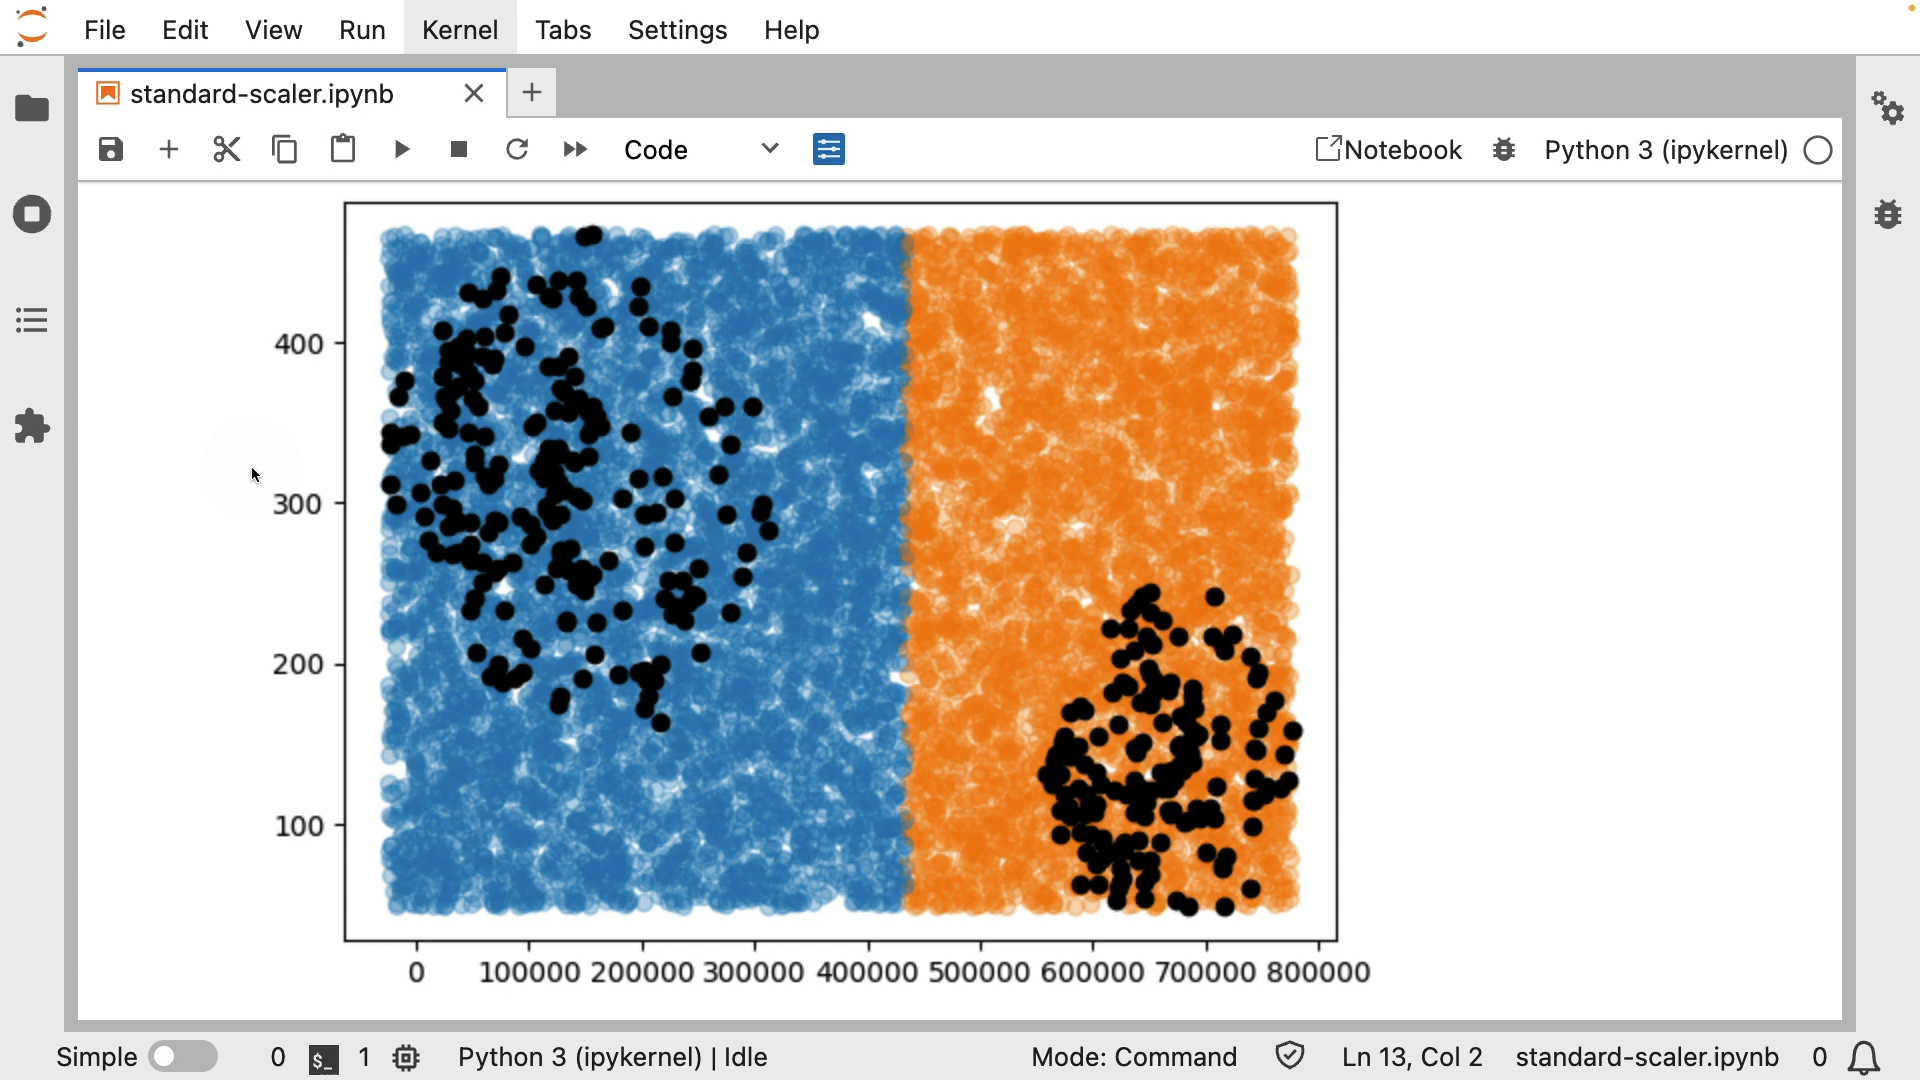 File Edit View Run Kernel Tabs Settings Help
standard-scaler.ipynb
Code
Notebook
Python 3 (ipykernel)
400
300
200
100
0 100000 200000 300000 400000 500000 600000 700000 800000
Simple 0 $_ 1 Python 3 (ipykernel) | Idle Mode: Command Ln 13, Col 2 standard-scaler.ipynb 0